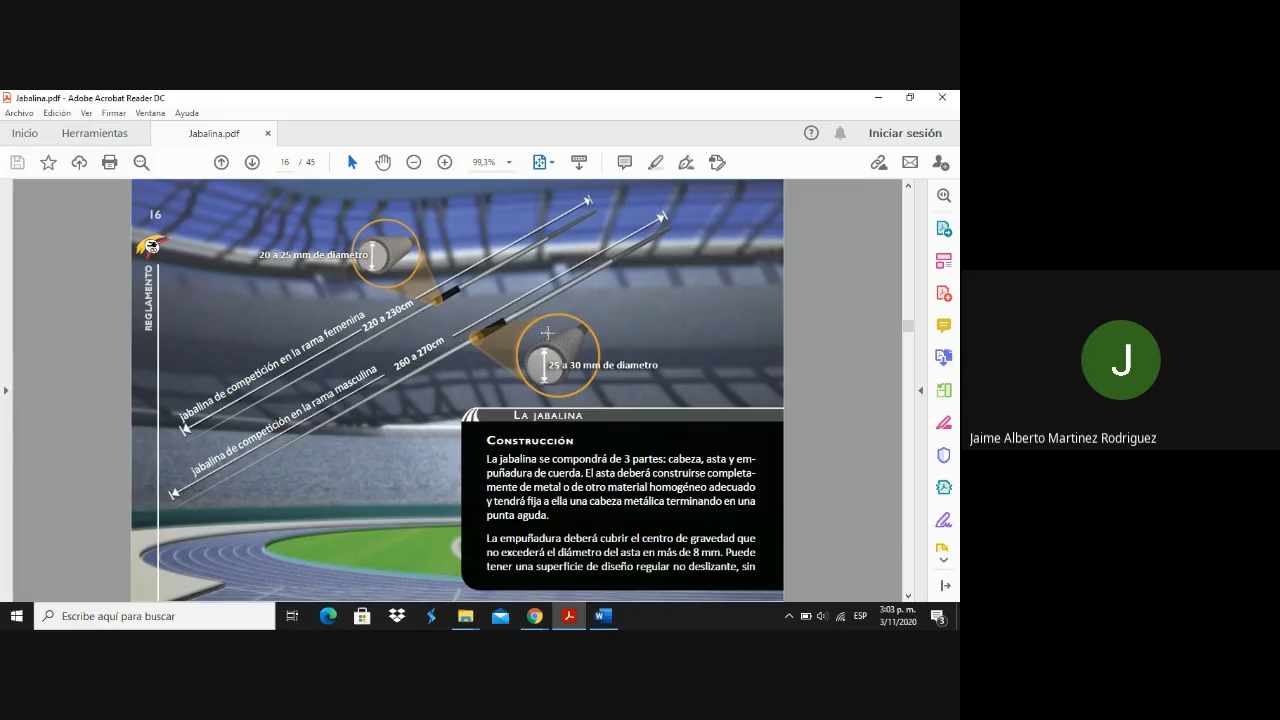 Jabalina.pdf - Adobe Acrobat Reader DC
Archivo Edición Ver Firmar Ventana Ayuda
Inicio Herramientas Jabalina.pdf × Iniciar sesión
16 / 45 99,3%
16
REGLAMENTO
20 a 25 mm de diametro
jabalina de competición en la rama femenina 220 a 230cm
jabalina de competición en la rama masculina 260 a 270cm
25 a 30 mm de diametro
LA JABALINA
CONSTRUCCIÓN
La jabalina se compondrá de 3 partes: cabeza, asta y em-
puñadura de cuerda. El asta deberá construirse completa-
mente de metal o de otro material homogéneo adecuado
y tendrá fija a ella una cabeza metálica terminando en una
punta aguda.
La empuñadura deberá cubrir el centro de gravedad que
no excederá el diámetro del asta en más de 8 mm. Puede
tener una superficie de diseño regular no deslizante, sin
J
Jaime Alberto Martinez Rodriguez
Escribe aquí para buscar
ESP
3:03 p. m.
3/11/2020
3